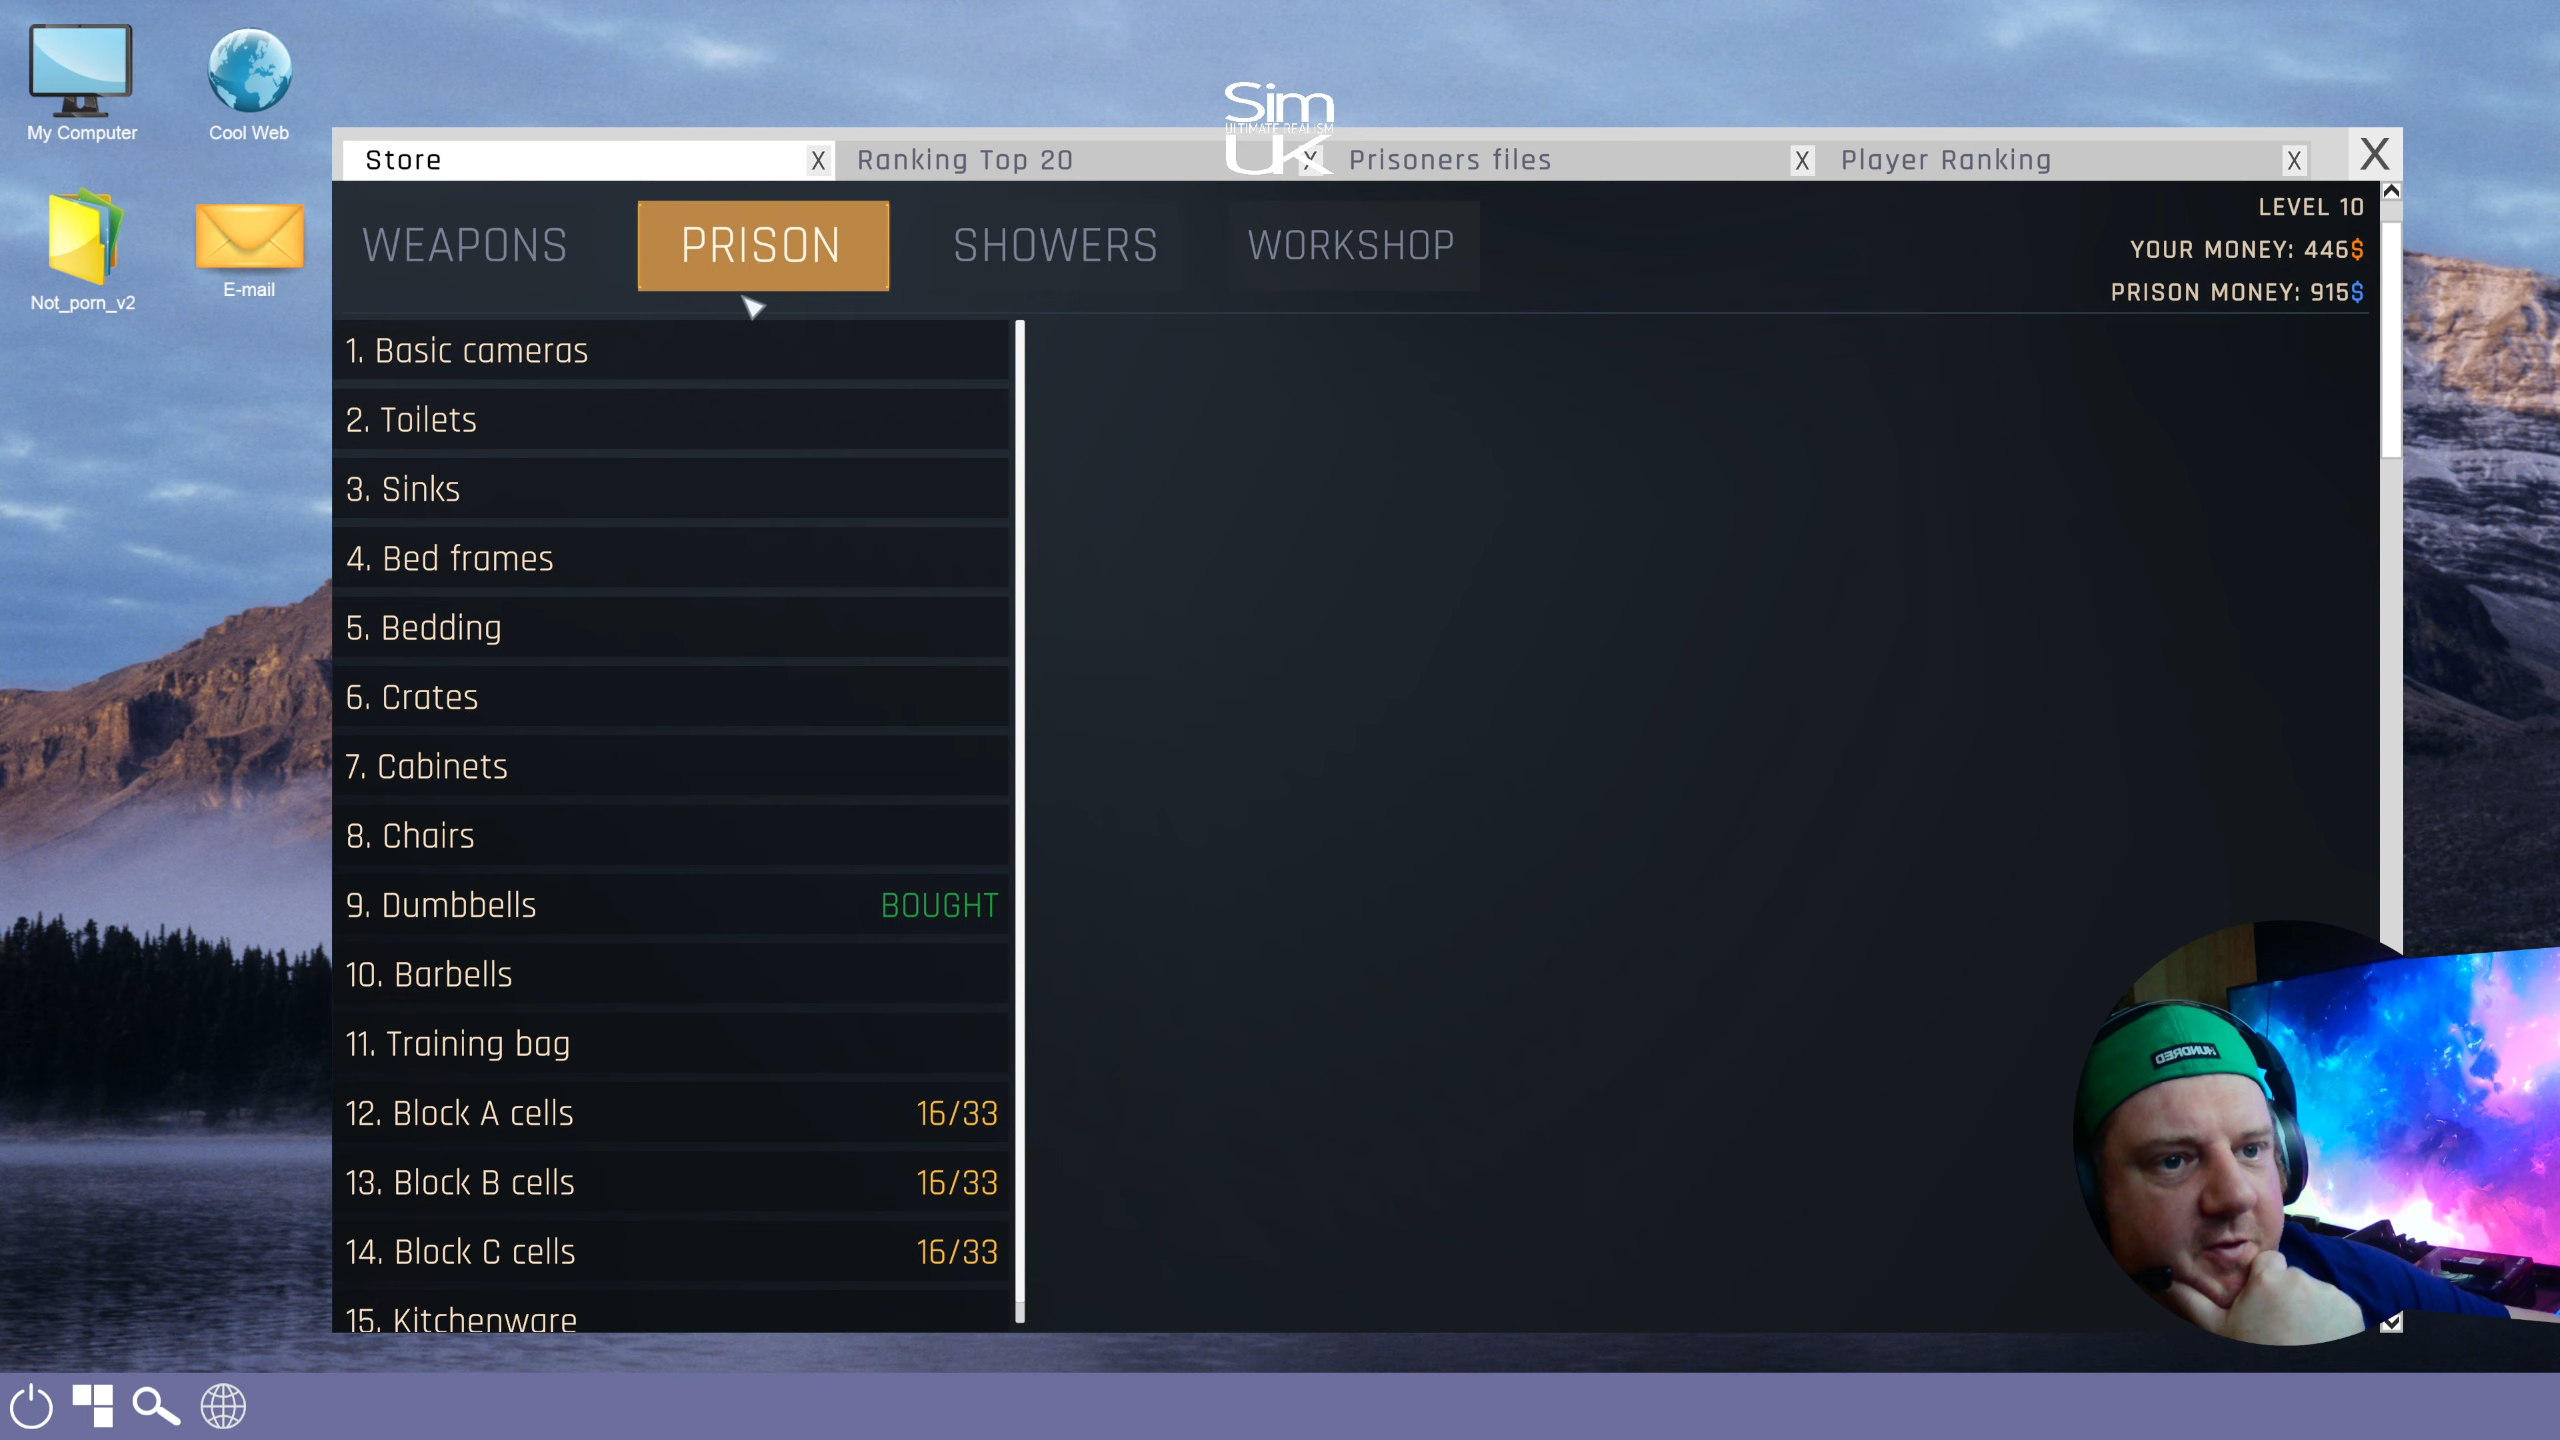 My Computer
Cool Web
Not_porn_v2
E-mail
Sim
ULTIMATE REALISM
UK
Store X
Ranking Top 20 X
Prisoners files X
Player Ranking X
X
WEAPONS
PRISON
SHOWERS
WORKSHOP
LEVEL 10
YOUR MONEY: 446$
PRISON MONEY: 915$
1. Basic cameras
2. Toilets
3. Sinks
4. Bed frames
5. Bedding
6. Crates
7. Cabinets
8. Chairs
9. Dumbbells BOUGHT
10. Barbells
11. Training bag
12. Block A cells 16/33
13. Block B cells 16/33
14. Block C cells 16/33
15. Kitchenware
HUNDRED